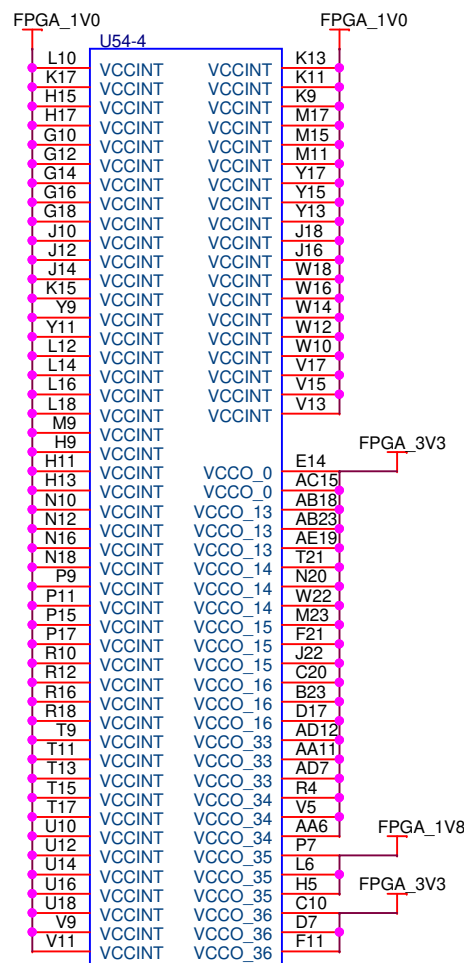 FPGA_1V0 FPGA_1V0
U54-4
L10 VCCINT VCCINT K13
K17 VCCINT VCCINT K11
H15 VCCINT VCCINT K9
H17 VCCINT VCCINT M17
G10 VCCINT VCCINT M15
G12 VCCINT VCCINT M11
G14 VCCINT VCCINT Y17
G16 VCCINT VCCINT Y15
G18 VCCINT VCCINT Y13
J10 VCCINT VCCINT J18
J12 VCCINT VCCINT J16
J14 VCCINT VCCINT W18
K15 VCCINT VCCINT W16
Y9 VCCINT VCCINT W14
Y11 VCCINT VCCINT W12
L12 VCCINT VCCINT W10
L14 VCCINT VCCINT V17
L16 VCCINT VCCINT V15
L18 VCCINT VCCINT V13
M9 VCCINT
H9 VCCINT FPGA_3V3
H11 VCCINT VCCO_0 E14
H13 VCCINT VCCO_0 AC15
N10 VCCINT VCCO_13 AB18
N12 VCCINT VCCO_13 AB23
N16 VCCINT VCCO_13 AE19
N18 VCCINT VCCO_14 T21
P9 VCCINT VCCO_14 N20
P11 VCCINT VCCO_14 W22
P15 VCCINT VCCO_15 M23
P17 VCCINT VCCO_15 F21
R10 VCCINT VCCO_15 J22
R12 VCCINT VCCO_16 C20
R16 VCCINT VCCO_16 B23
R18 VCCINT VCCO_16 D17
T9 VCCINT VCCO_33 AD12
T11 VCCINT VCCO_33 AA11
T13 VCCINT VCCO_33 AD7
T15 VCCINT VCCO_34 R4
T17 VCCINT VCCO_34 V5
U10 VCCINT VCCO_34 AA6 FPGA_1V8
U12 VCCINT VCCO_35 P7
U14 VCCINT VCCO_35 L6
U16 VCCINT VCCO_35 H5 FPGA_3V3
U18 VCCINT VCCO_36 C10
V9 VCCINT VCCO_36 D7
V11 VCCINT VCCO_36 F11